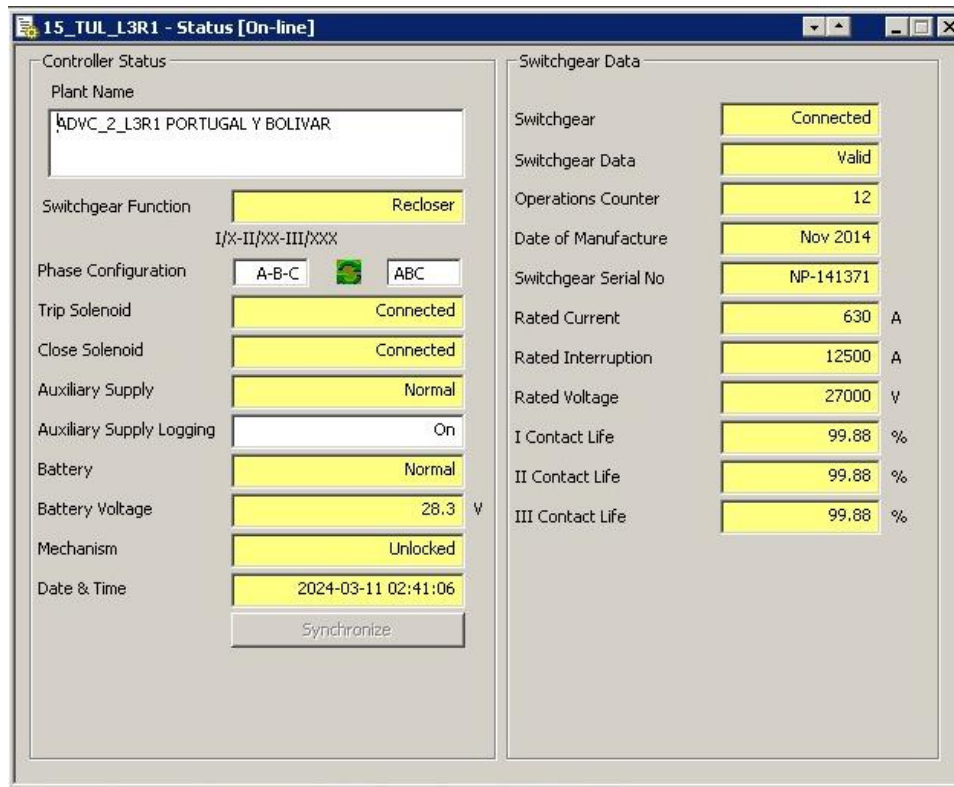 15_TUL_L3R1 - Status [On-line]
Controller Status
Plant Name
ADVC_2_L3R1 PORTUGAL Y BOLIVAR
Switchgear Function Recloser
I/X-II/XX-III/XXX
Phase Configuration A-B-C ABC
Trip Solenoid Connected
Close Solenoid Connected
Auxiliary Supply Normal
Auxiliary Supply Logging On
Battery Normal
Battery Voltage 28.3 V
Mechanism Unlocked
Date & Time 2024-03-11 02:41:06
Synchronize
Switchgear Data
Switchgear Connected
Switchgear Data Valid
Operations Counter 12
Date of Manufacture Nov 2014
Switchgear Serial No NP-141371
Rated Current 630 A
Rated Interruption 12500 A
Rated Voltage 27000 V
I Contact Life 99.88 %
II Contact Life 99.88 %
III Contact Life 99.88 %